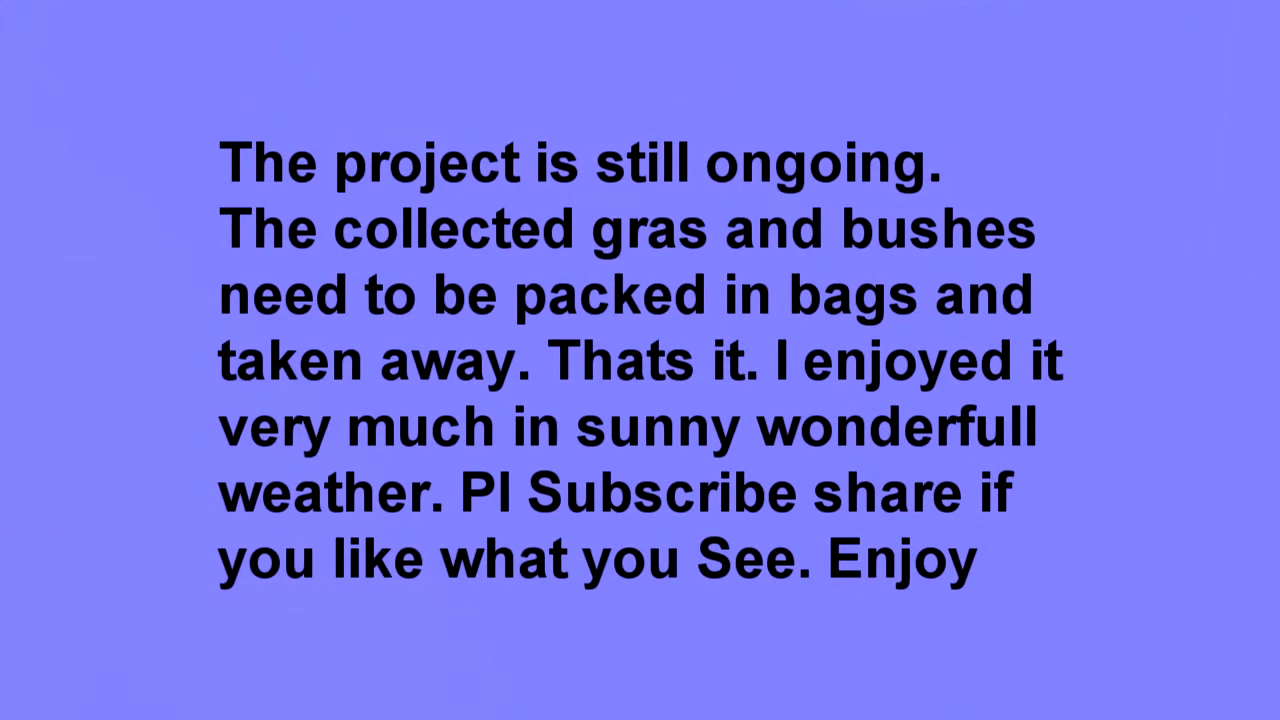 The project is still ongoing.
The collected gras and bushes
need to be packed in bags and
taken away. Thats it. I enjoyed it
very much in sunny wonderfull
weather. Pl Subscribe share if
you like what you See. Enjoy